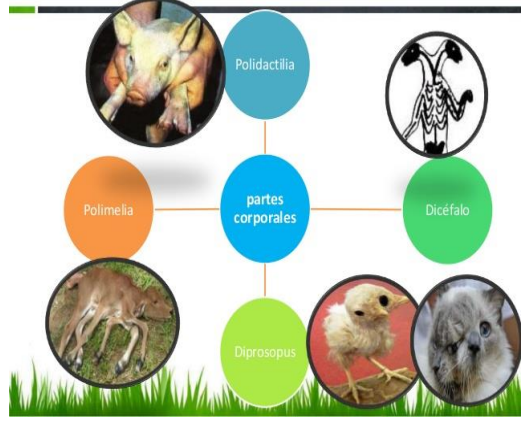 Polidactilia
Polimelia
partes
corporales
Dicéfalo
Diprosopus